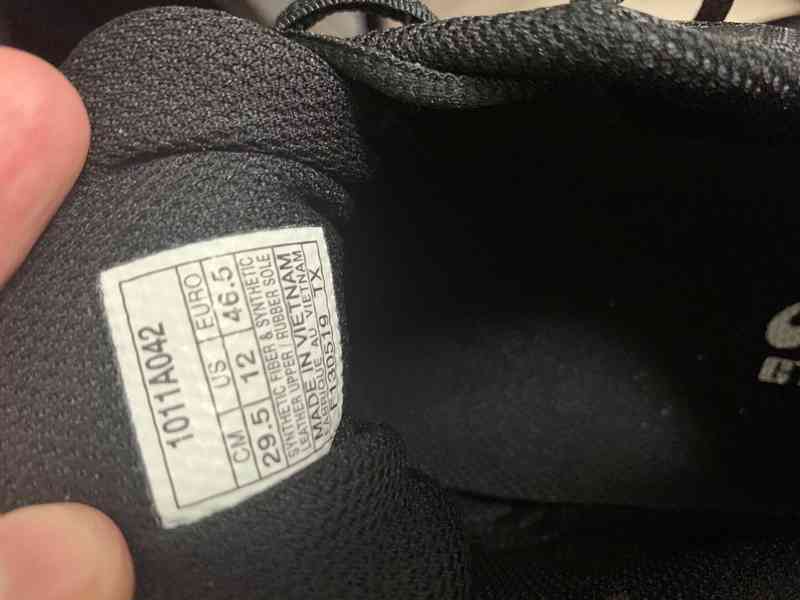 1011A042
CM US EURO
29.5 12 46.5
SYNTHETIC FIBER & SYNTHETIC
LEATHER UPPER/ RUBBER SOLE
MADE IN VIETNAM
FABRIQUE AU VIETNAM
F130519 TX